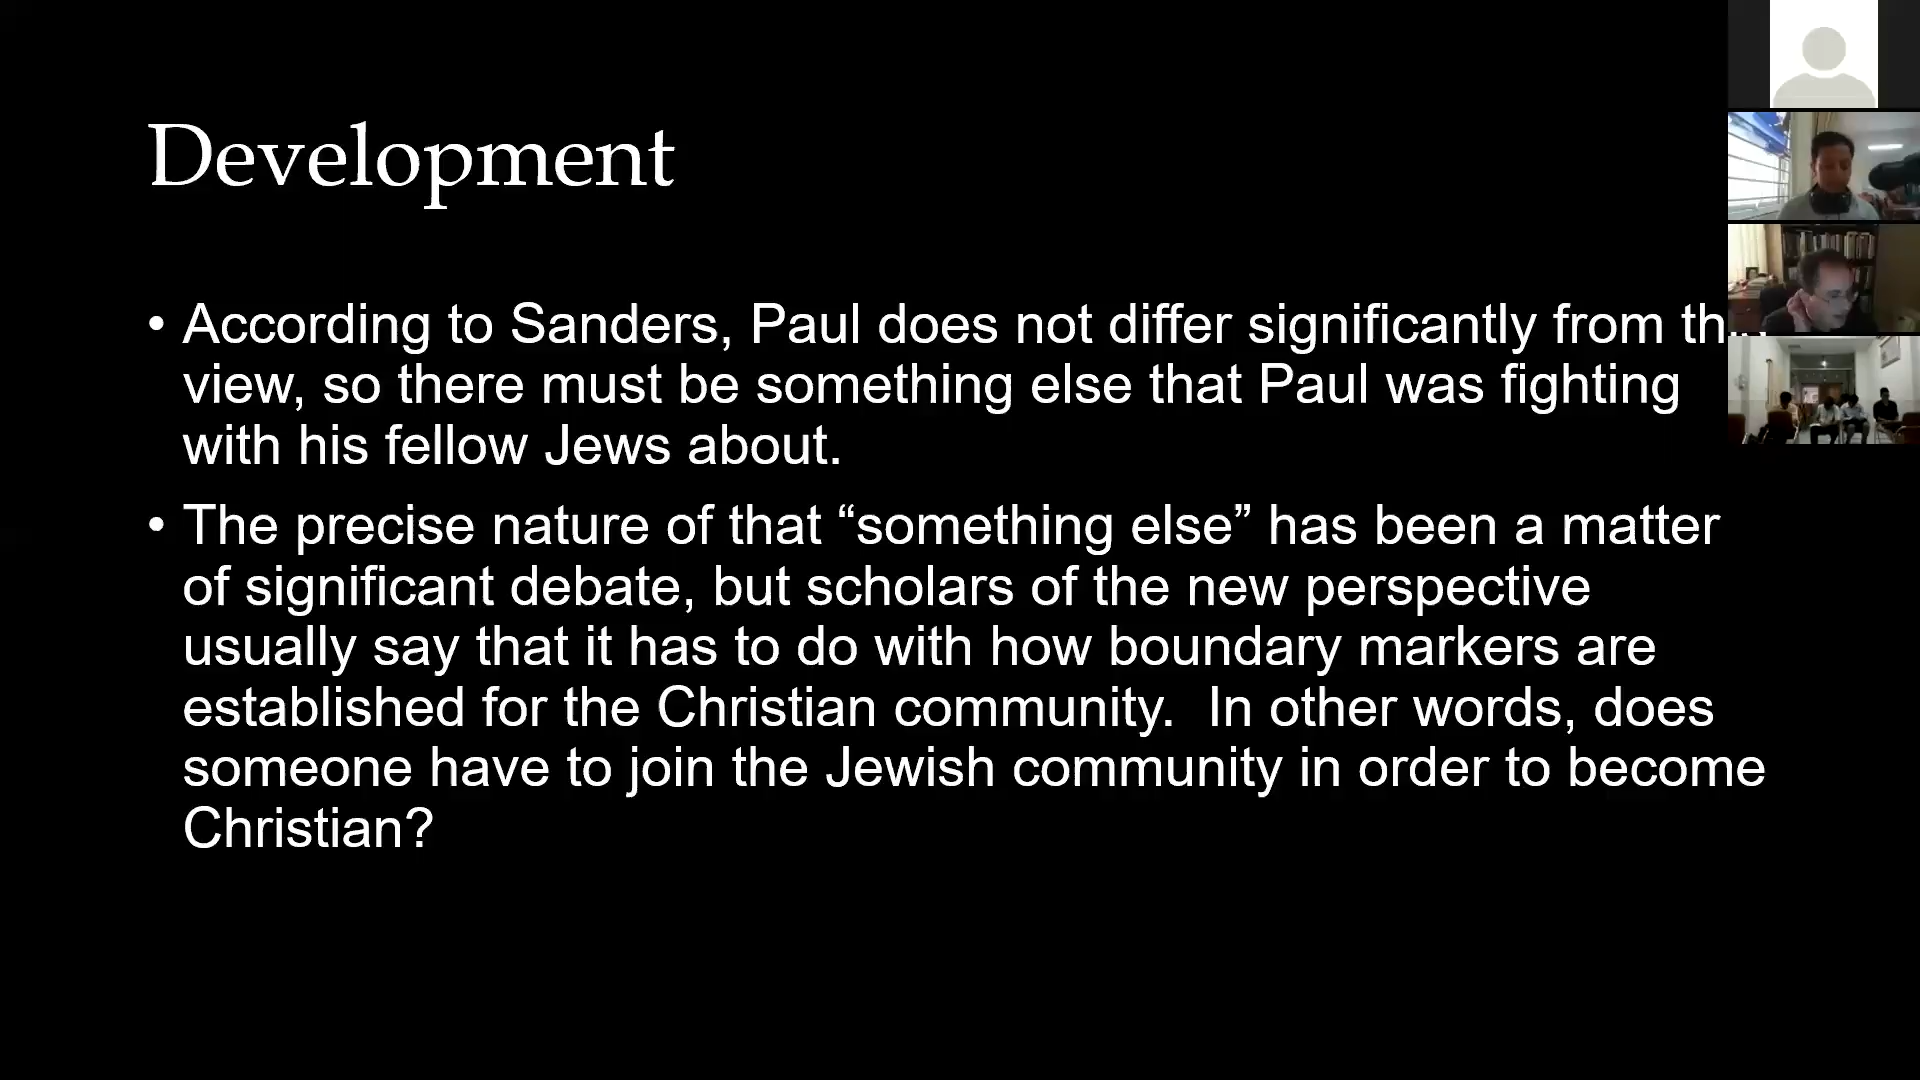 Development
• According to Sanders, Paul does not differ significantly from this
view, so there must be something else that Paul was fighting
with his fellow Jews about.
• The precise nature of that “something else” has been a matter
of significant debate, but scholars of the new perspective
usually say that it has to do with how boundary markers are
established for the Christian community.  In other words, does
someone have to join the Jewish community in order to become
Christian?